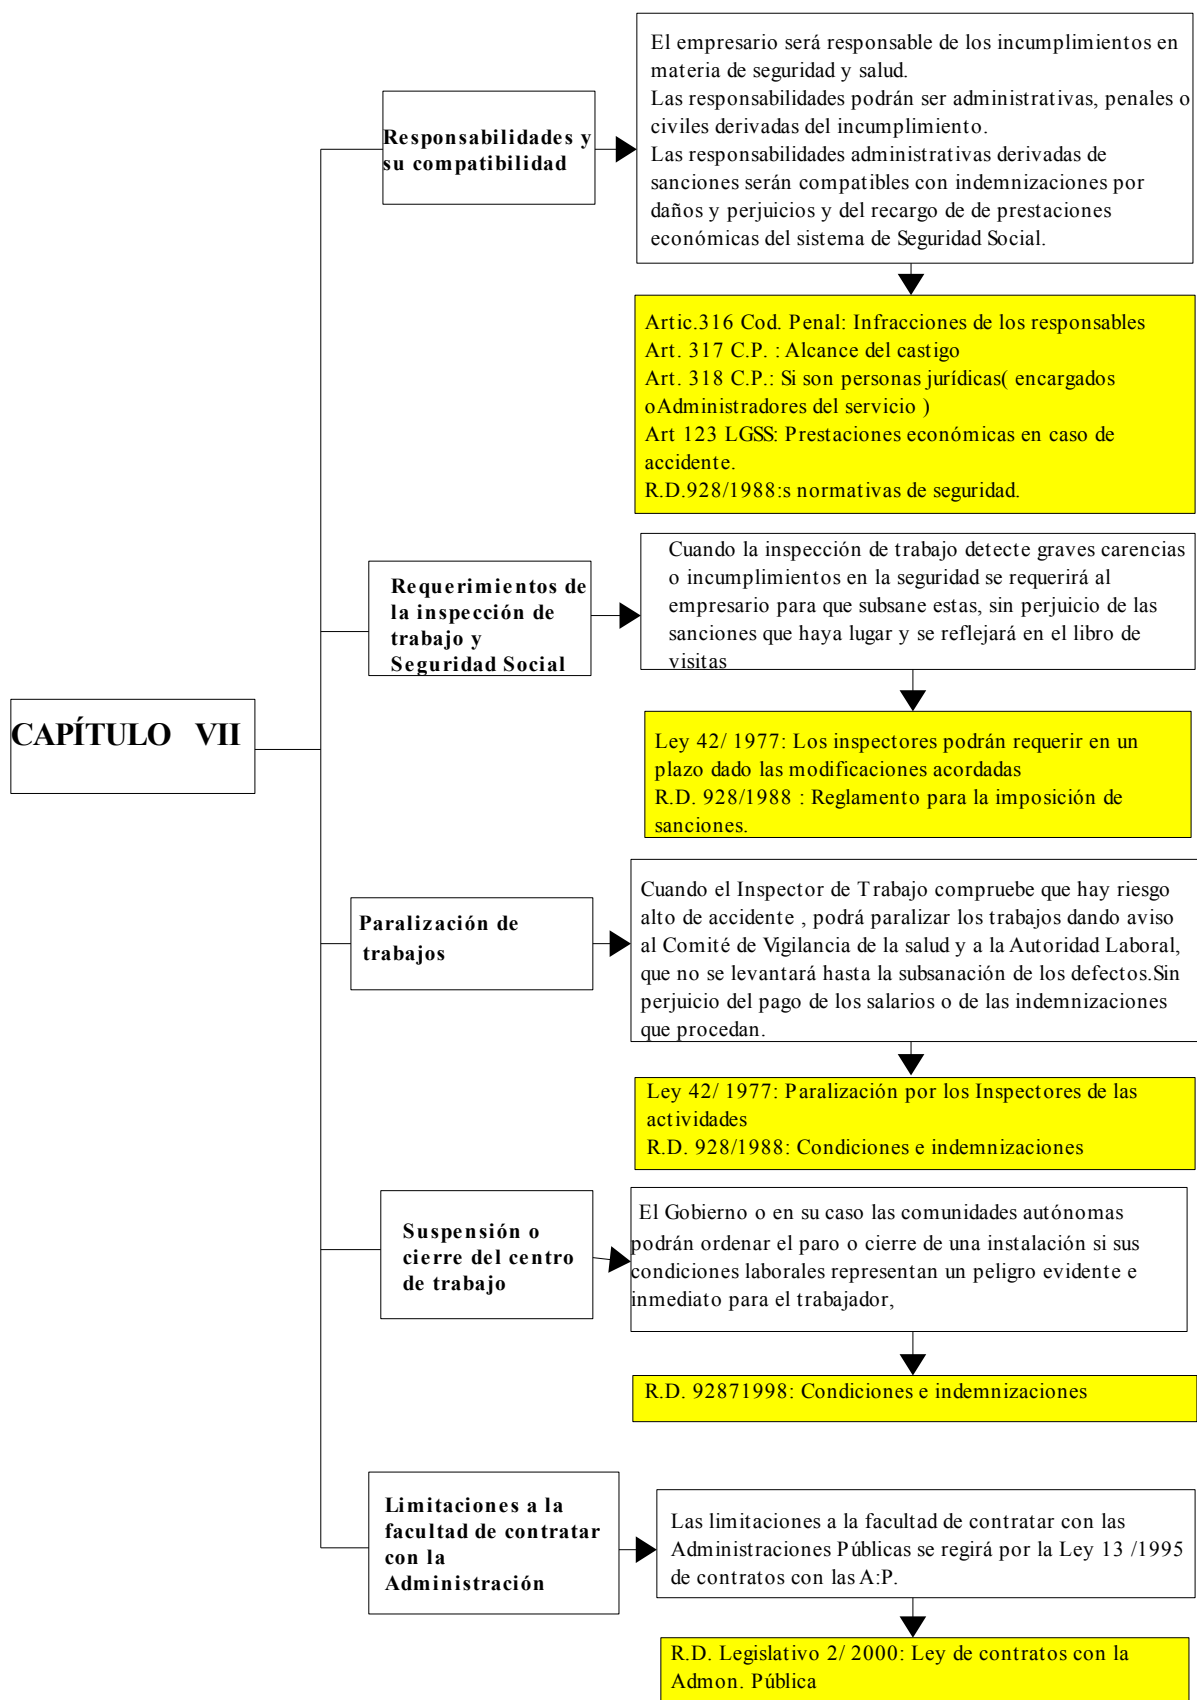 El empresario será responsable de los incumplimientos en
materia de seguridad y salud.
Las responsabilidades podrán ser administrativas, penales o
civiles derivadas del incumplimiento.
Las responsabilidades administrativas derivadas de
sanciones serán compatibles con indemnizaciones por
daños y perjuicios y del recargo de de prestaciones
económicas del sistema de Seguridad Social.
Responsabilidades y
su compatibilidad
Artic.316 Cod. Penal: Infracciones de los responsables
Art. 317 C.P. : Alcance del castigo
Art. 318 C.P.: Si son personas jurídicas( encargados
oAdministradores del servicio )
Art 123 LGSS: Prestaciones económicas en caso de
accidente.
R.D.928/1988:s normativas de seguridad.
Requerimientos de
la inspección de
trabajo y
Seguridad Social
Cuando la inspección de trabajo detecte graves carencias
o incumplimientos en la seguridad se requerirá al
empresario para que subsane estas, sin perjuicio de las
sanciones que haya lugar y se reflejará en el libro de
visitas
CAPÍTULO VII
Ley 42/ 1977: Los inspectores podrán requerir en un
plazo dado las modificaciones acordadas
R.D. 928/1988 : Reglamento para la imposición de
sanciones.
Paralización de
trabajos
Cuando el Inspector de Trabajo compruebe que hay riesgo
alto de accidente , podrá paralizar los trabajos dando aviso
al Comité de Vigilancia de la salud y a la Autoridad Laboral,
que no se levantará hasta la subsanación de los defectos.Sin
perjuicio del pago de los salarios o de las indemnizaciones
que procedan.
Ley 42/ 1977: Paralización por los Inspectores de las
actividades
R.D. 928/1988: Condiciones e indemnizaciones
Suspensión o
cierre del centro
de trabajo
El Gobierno o en su caso las comunidades autónomas
podrán ordenar el paro o cierre de una instalación si sus
condiciones laborales representan un peligro evidente e
inmediato para el trabajador,
R.D. 92871998: Condiciones e indemnizaciones
Limitaciones a la
facultad de contratar
con la
Administración
Las limitaciones a la facultad de contratar con las
Administraciones Públicas se regirá por la Ley 13 /1995
de contratos con las A:P.
R.D. Legislativo 2/ 2000: Ley de contratos con la
Admon. Pública